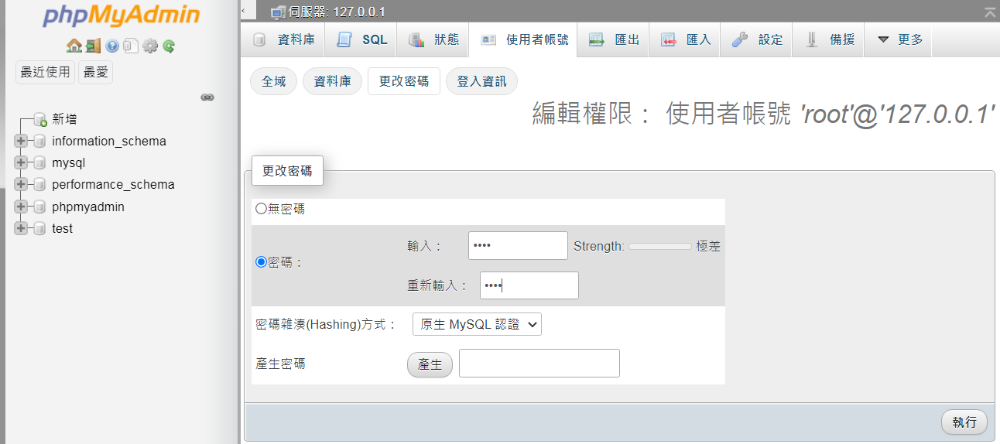 phpMyAdmin
最近使用 最愛
新增
information_schema
mysql
performance_schema
phpmyadmin
test
伺服器: 127.0.0.1
資料庫 SQL 狀態 使用者帳號 匯出 匯入 設定 備援 更多
全域 資料庫 更改密碼 登入資訊
編輯權限： 使用者帳號 'root'@'127.0.0.1'
更改密碼
無密碼
密碼：
輸入： •••• Strength: 極差
重新輸入： ••••
密碼雜湊(Hashing)方式： 原生 MySQL 認證
產生密碼 產生
執行